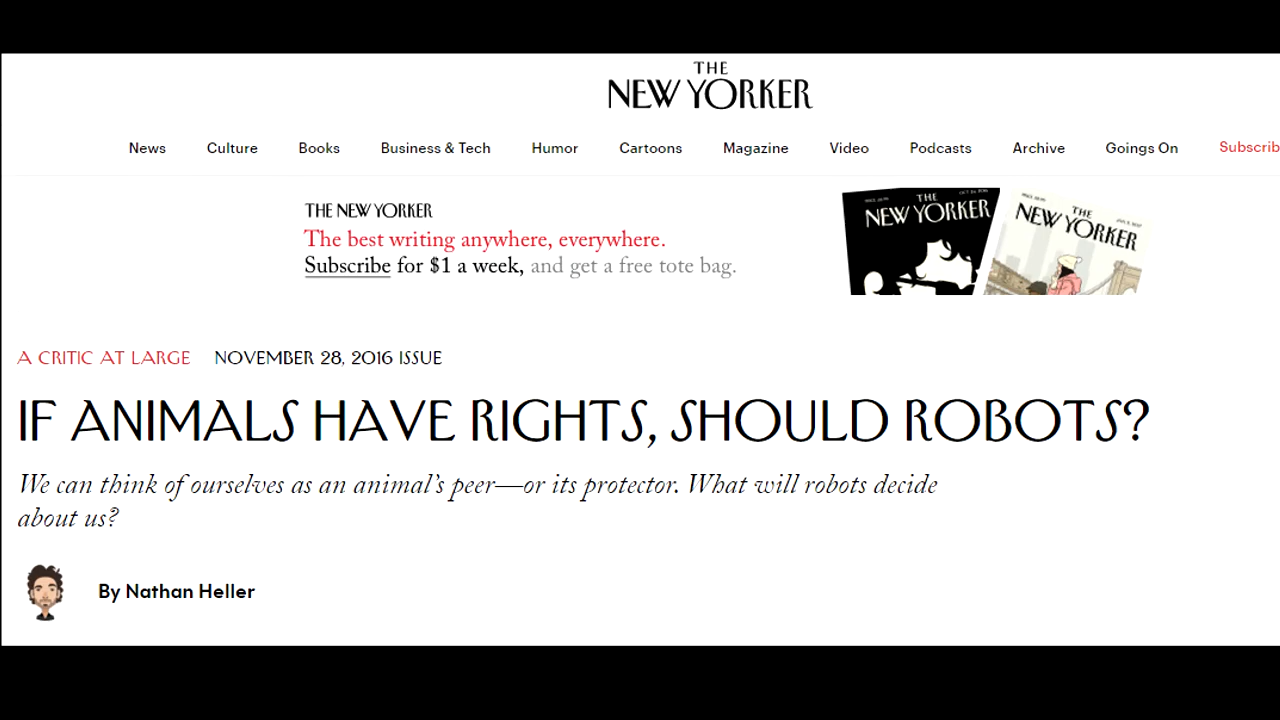 THE
NEW YORKER
News Culture Books Business & Tech Humor Cartoons Magazine Video Podcasts Archive Goings On Subscrib
THE NEW YORKER
The best writing anywhere, everywhere.
Subscribe for $1 a week, and get a free tote bag.
THE
NEW YORKER
THE
NEW YORKER
A CRITIC AT LARGE NOVEMBER 28, 2016 ISSUE
IF ANIMALS HAVE RIGHTS, SHOULD ROBOTS?
We can think of ourselves as an animal’s peer—or its protector. What will robots decide
about us?
By Nathan Heller